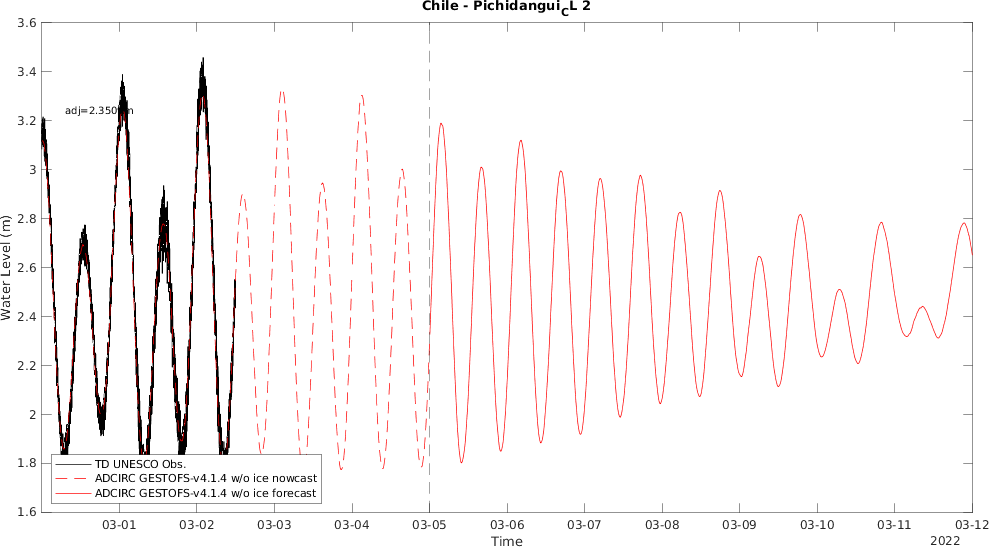 Chile - PichidanguiCL 2
3.6
3.4
3.2
3
2.8
2.6
2.4
2.2
2
1.8
1.6
Water Level (m)
adj=2.350
TD UNESCO Obs.
ADCIRC GESTOFS-v4.1.4 w/o ice nowcast
ADCIRC GESTOFS-v4.1.4 w/o ice forecast
03-01 03-02 03-03 03-04 03-05 03-06 03-07 03-08 03-09 03-10 03-11 03-12
Time
2022